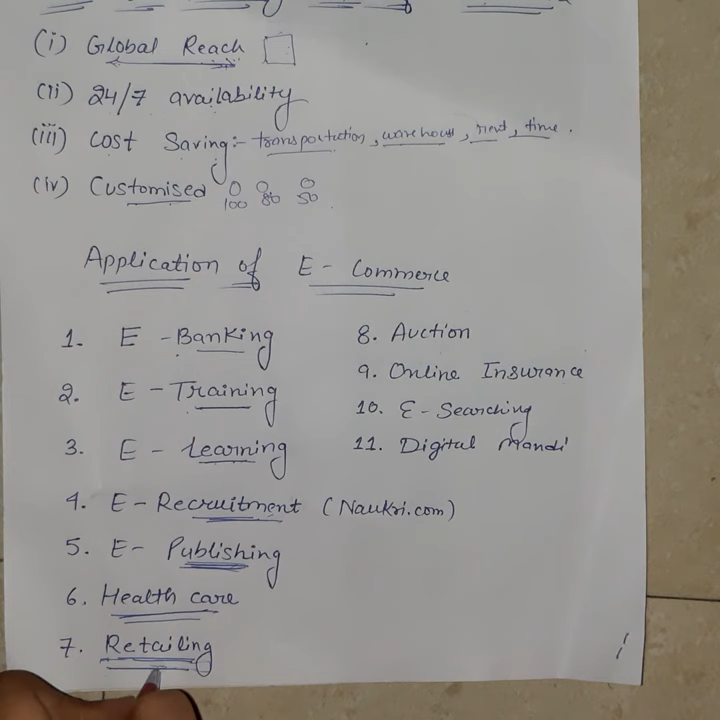 (i) Global Reach
(ii) 24/7 availability
(iii) Cost Saving:- transportation, warehouse, rent, time.
(iv) Customised
100 80 50
Application of E - Commerce
1. E - Banking
2. E - Training
3. E - Learning
4. E - Recruitment (Naukri.com)
5. E - Publishing
6. Health care
7. Retailing
8. Auction
9. Online Insurance
10. E - Searching
11. Digital Mandi